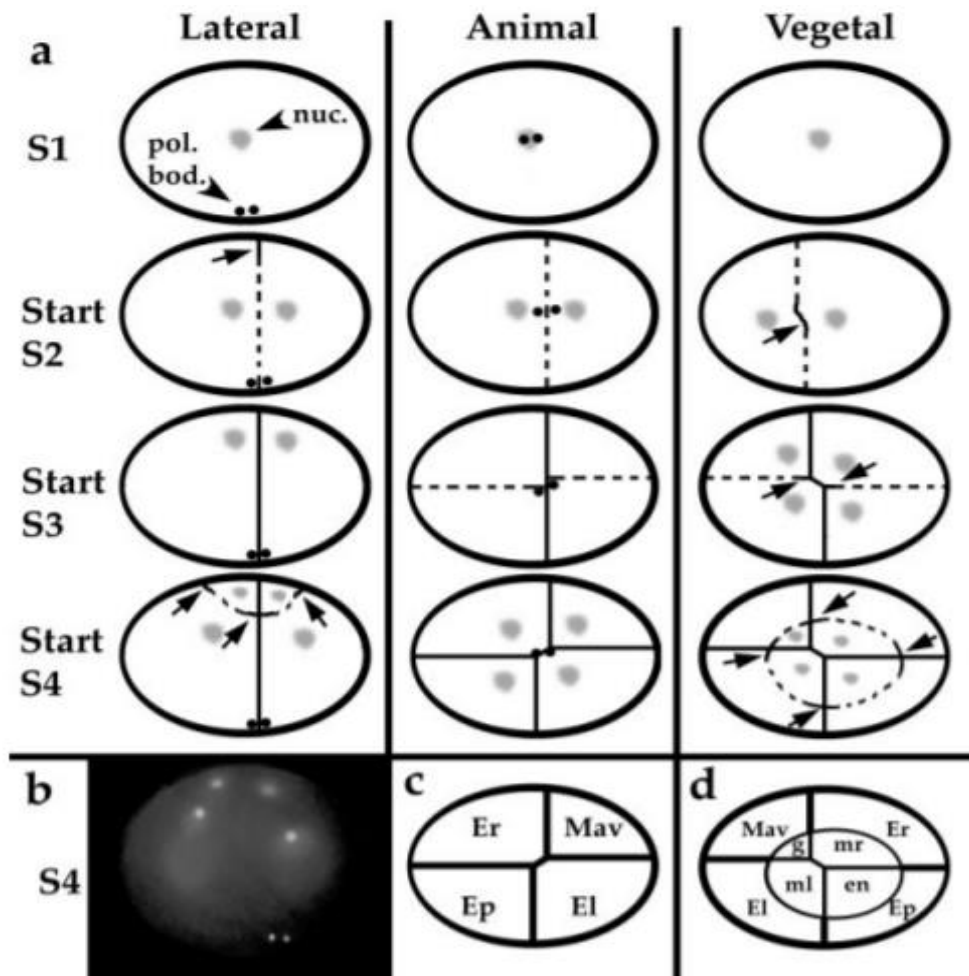 Lateral Animal Vegetal
a
S1
nuc.
pol.
bod.
Start
S2
Start
S3
Start
S4
b
S4
c
Er Mav
Ep El
d
Mav Er
g mr
ml en
El Ep